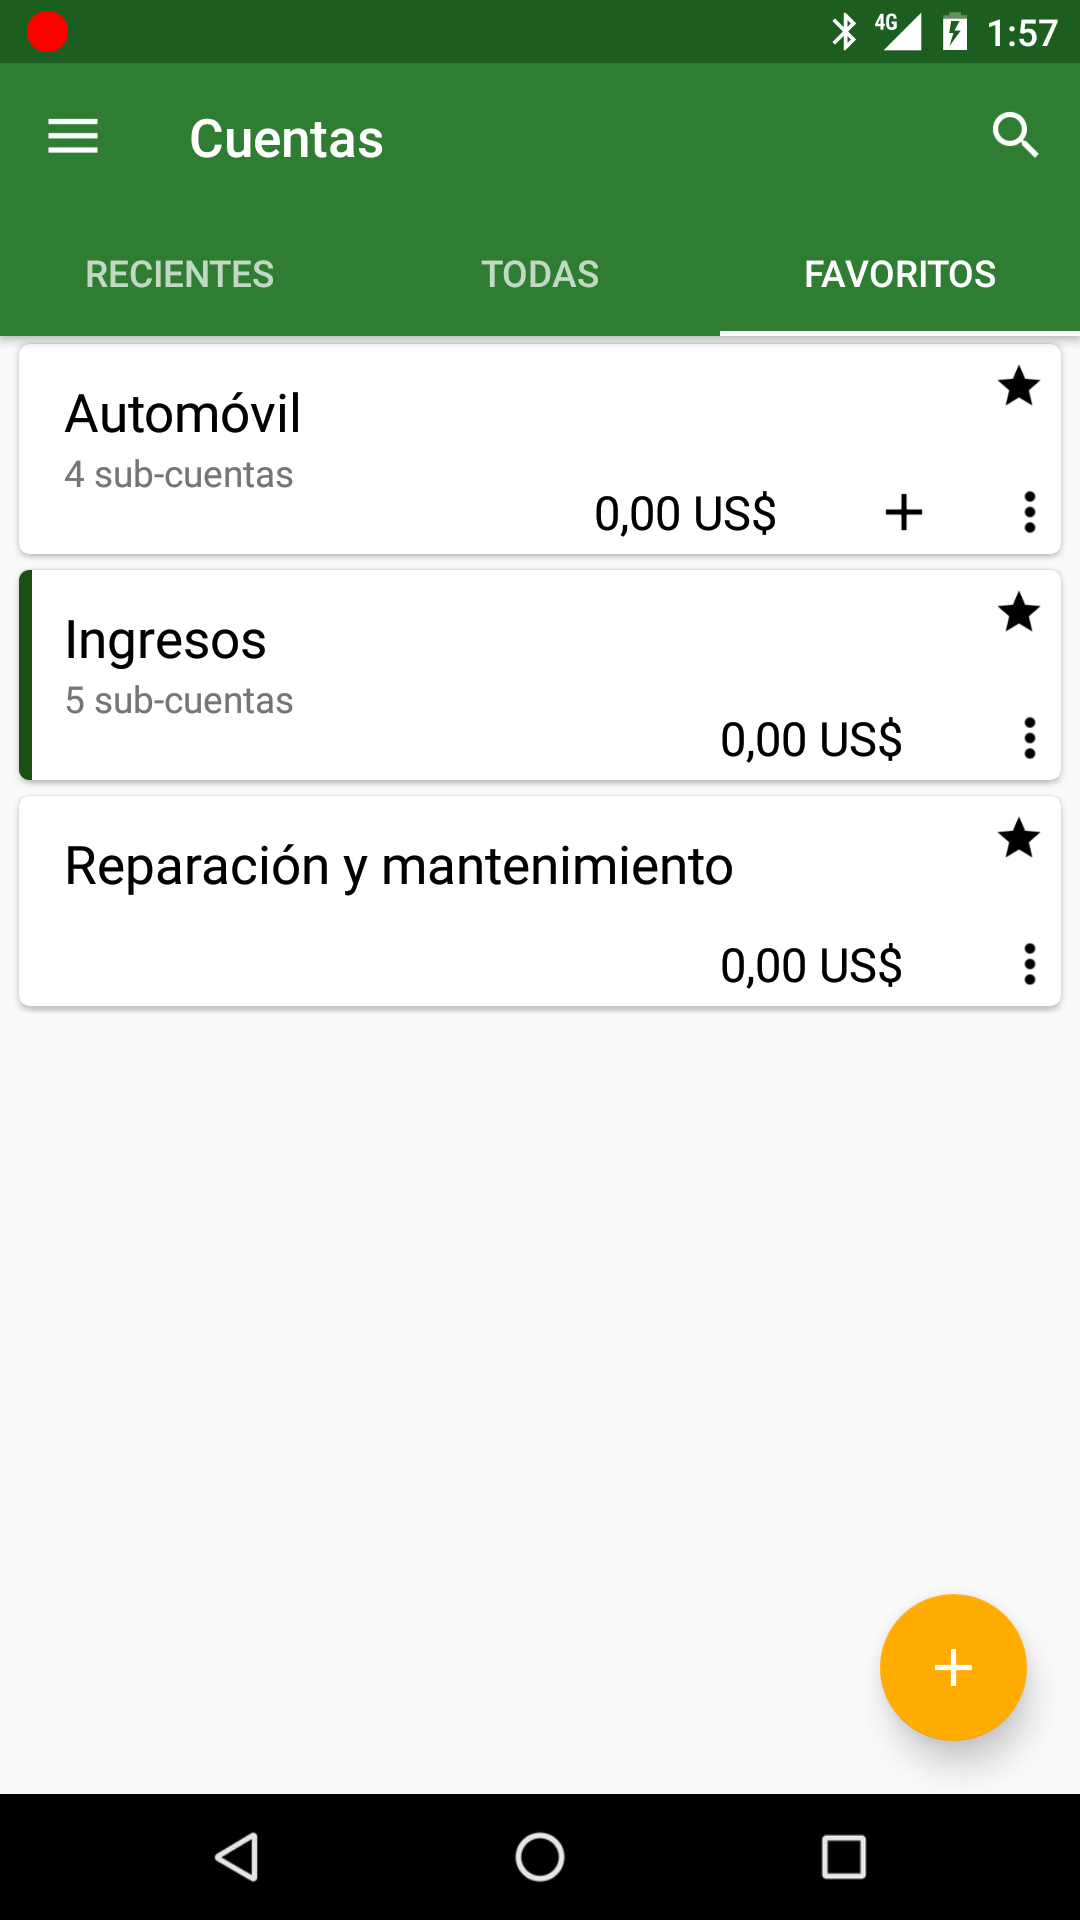 4G 1:57
Cuentas
RECIENTES TODAS FAVORITOS
Automóvil
4 sub-cuentas
0,00 US$
Ingresos
5 sub-cuentas
0,00 US$
Reparación y mantenimiento
0,00 US$